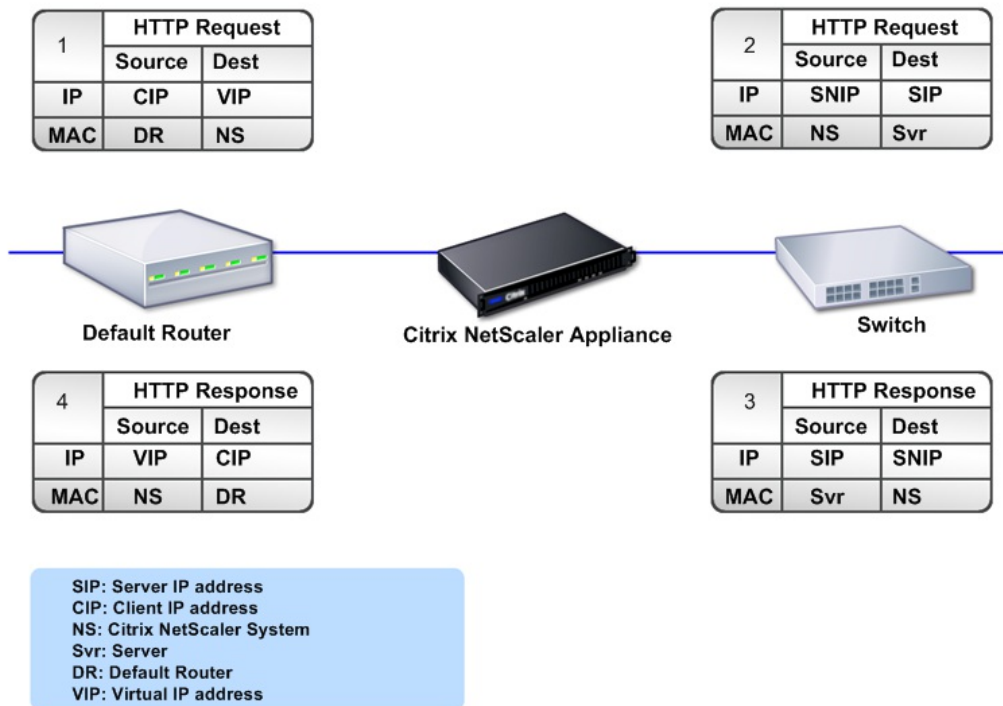 1 HTTP Request
Source Dest
IP CIP VIP
MAC DR NS
2 HTTP Request
Source Dest
IP SNIP SIP
MAC NS Svr
Default Router
Citrix NetScaler Appliance
Switch
4 HTTP Response
Source Dest
IP VIP CIP
MAC NS DR
3 HTTP Response
Source Dest
IP SIP SNIP
MAC Svr NS
SIP: Server IP address
CIP: Client IP address
NS: Citrix NetScaler System
Svr: Server
DR: Default Router
VIP: Virtual IP address